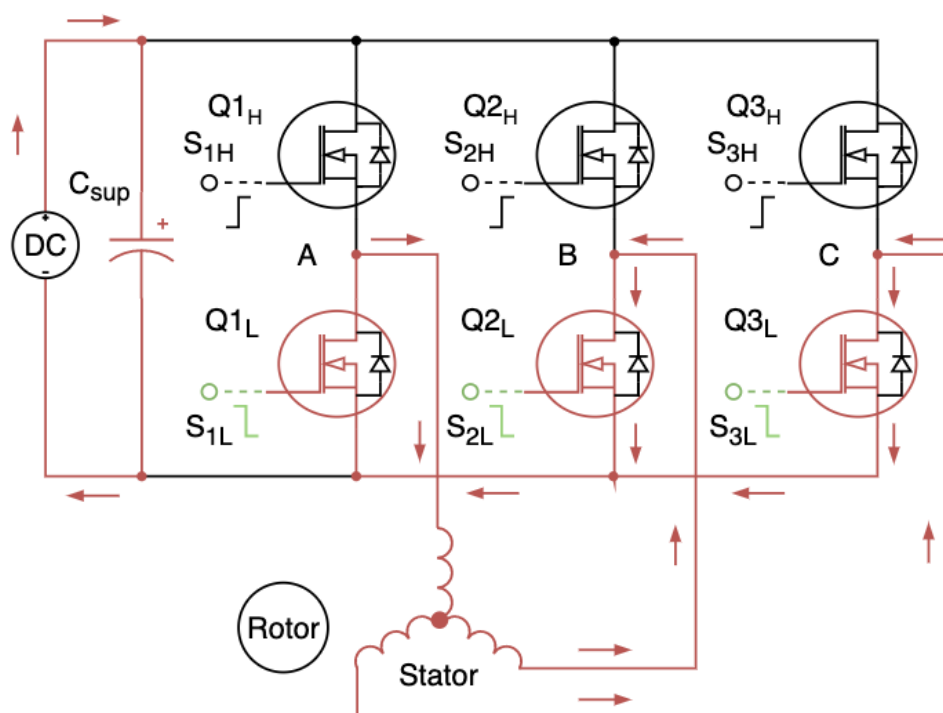 Q1H Q2H Q3H
S1H S2H S3H
Csup
+
+
DC
-
A B C
Q1L Q2L Q3L
S1L S2L S3L
Rotor
Stator